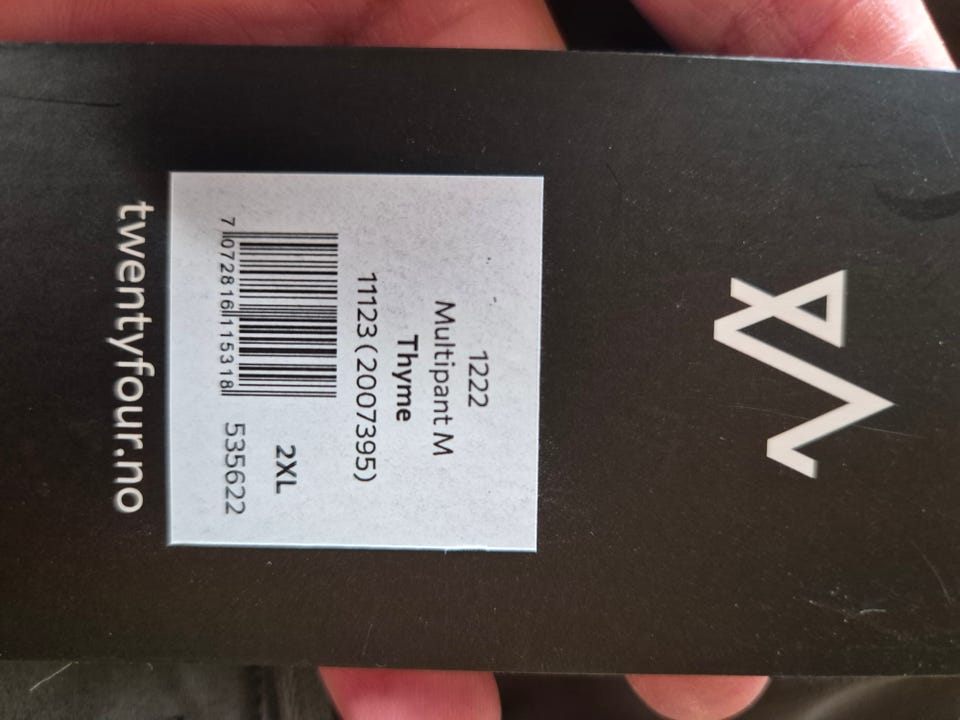 1222
Multipant M
Thyme
11123 (2007395)
2XL
7 072816 115318
535622
twentyfour.no